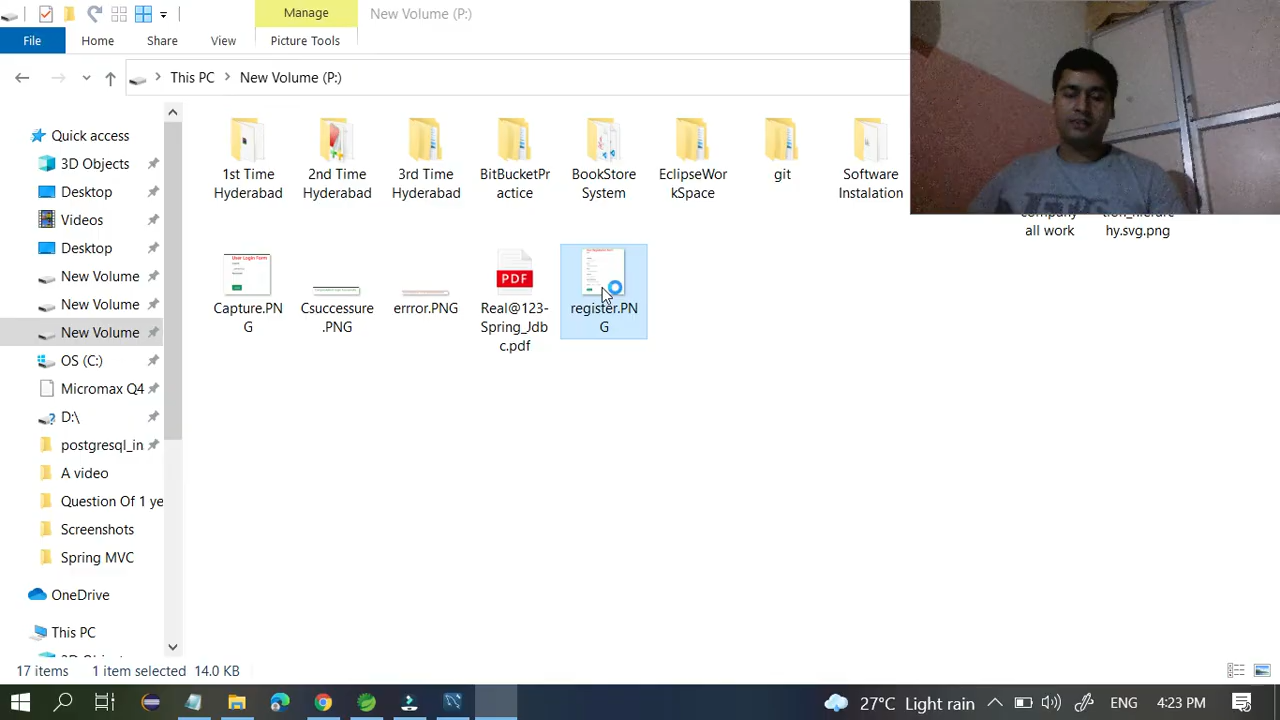 Manage
New Volume (P:)
File
Home
Share
View
Picture Tools
This PC
New Volume (P:)
Quick access
3D Objects
Desktop
Videos
Desktop
New Volume
New Volume
New Volume
OS (C:)
Micromax Q4
D:\
postgresql_in
A video
Question Of 1 ye
Screenshots
Spring MVC
OneDrive
This PC
1st Time
Hyderabad
2nd Time
Hyderabad
3rd Time
Hyderabad
BitBucketPr
actice
BookStore
System
EclipseWor
kSpace
git
Software
Instalation
all work
hy.svg.png
Capture.PN
G
Csuccessure
.PNG
errror.PNG
PDF
Real@123-
Spring_Jdb
c.pdf
register.PN
G
17 items
1 item selected
14.0 KB
27°C Light rain
ENG
4:23 PM